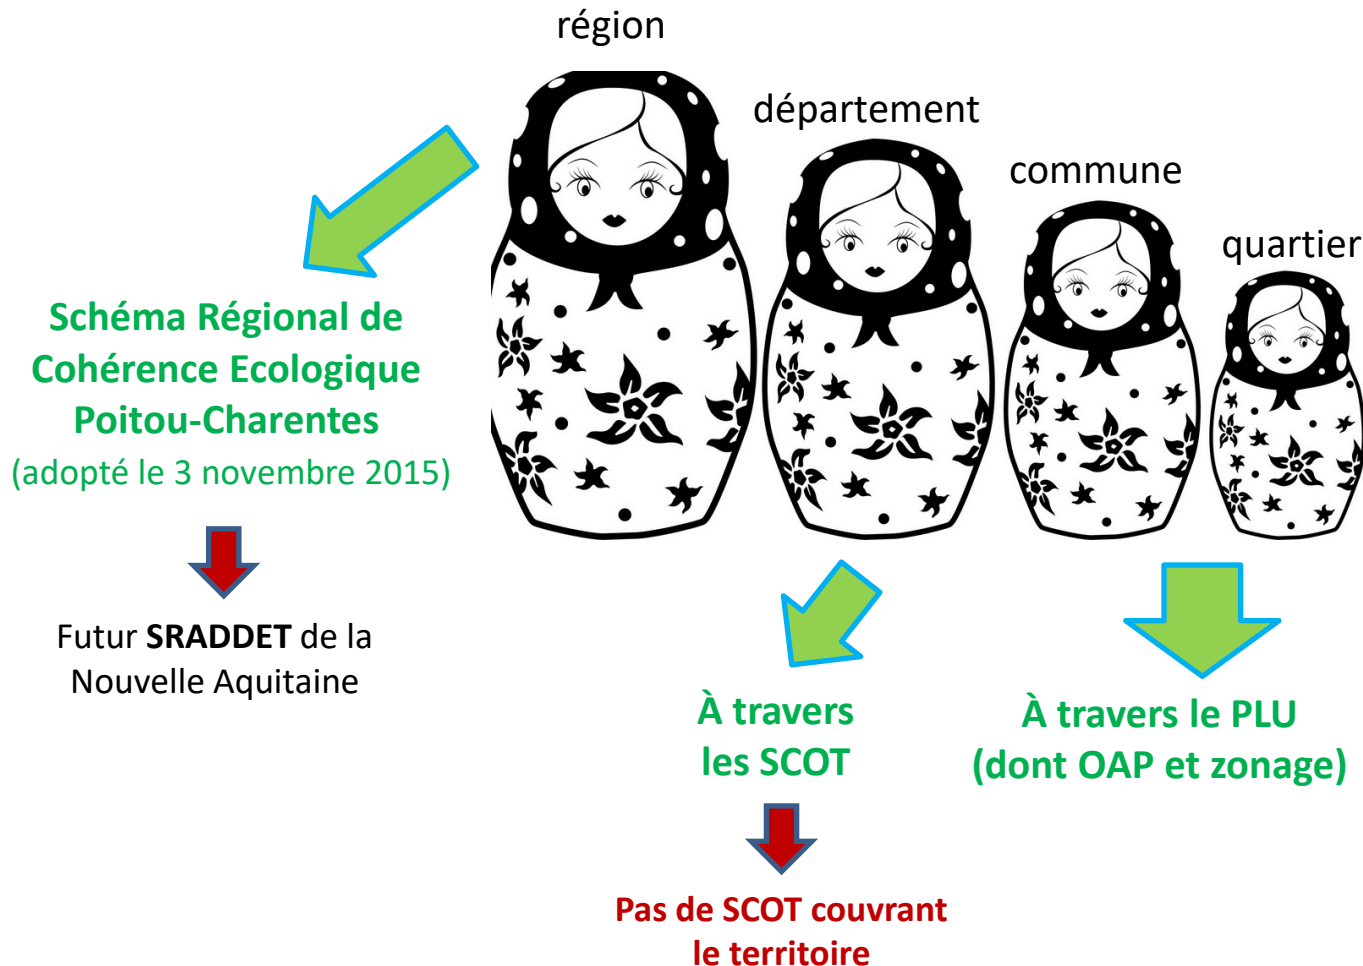 région
département
commune
quartier
Schéma Régional de
Cohérence Ecologique
Poitou-Charentes
(adopté le 3 novembre 2015)
Futur SRADDET de la
Nouvelle Aquitaine
À travers
les SCOT
Pas de SCOT couvrant
le territoire
À travers le PLU
(dont OAP et zonage)